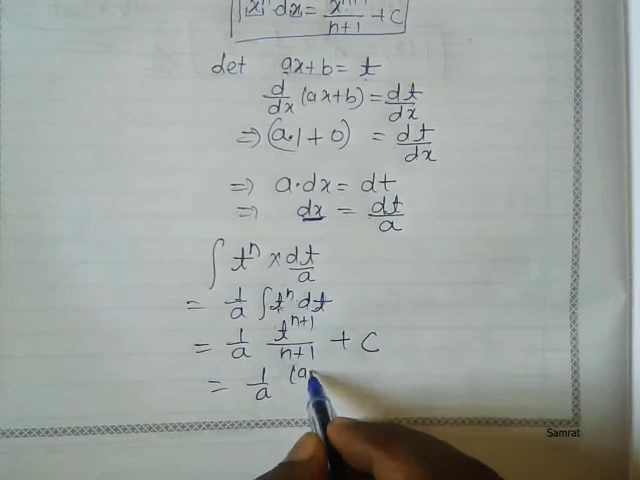 ∫xⁿ dx = xⁿ⁺¹/n+1 + C
det ax+b = t
d/dx (ax+b) = dt/dx
⇒ (a·1+0) = dt/dx
⇒ a·dx = dt
⇒ dx = dt/a
∫ tⁿ × dt/a
= 1/a ∫ tⁿ dt
= 1/a tⁿ⁺¹/n+1 + C
= 1/a (a
Samrat